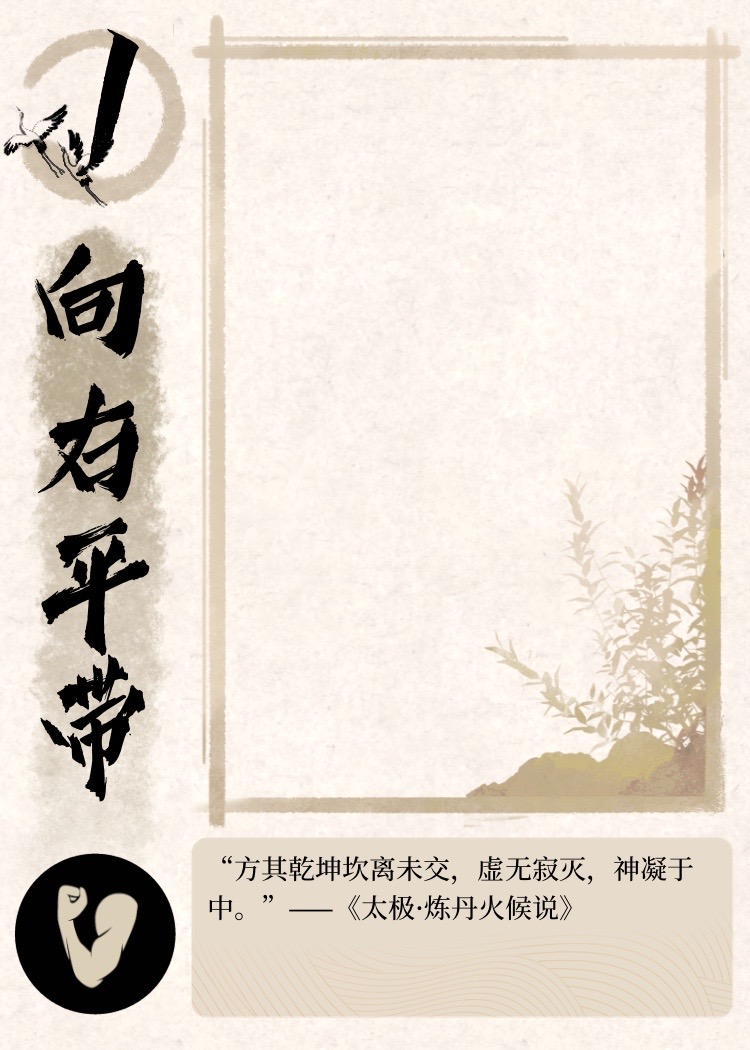 1
向右平带
“方其乾坤坎离未交，虚无寂灭，神凝于
中。”——《太极·炼丹火候说》